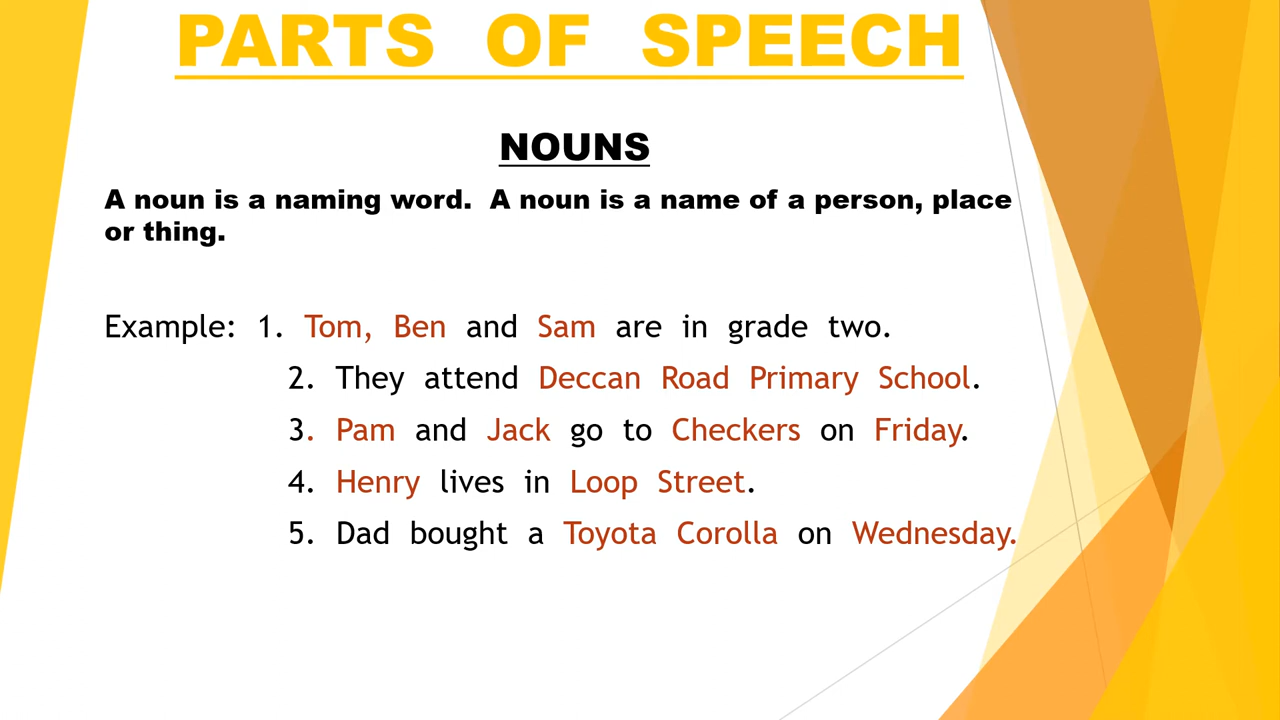 PARTS OF SPEECH
NOUNS
A noun is a naming word. A noun is a name of a person, place
or thing.
Example: 1. Tom, Ben and Sam are in grade two.
2. They attend Deccan Road Primary School.
3. Pam and Jack go to Checkers on Friday.
4. Henry lives in Loop Street.
5. Dad bought a Toyota Corolla on Wednesday.